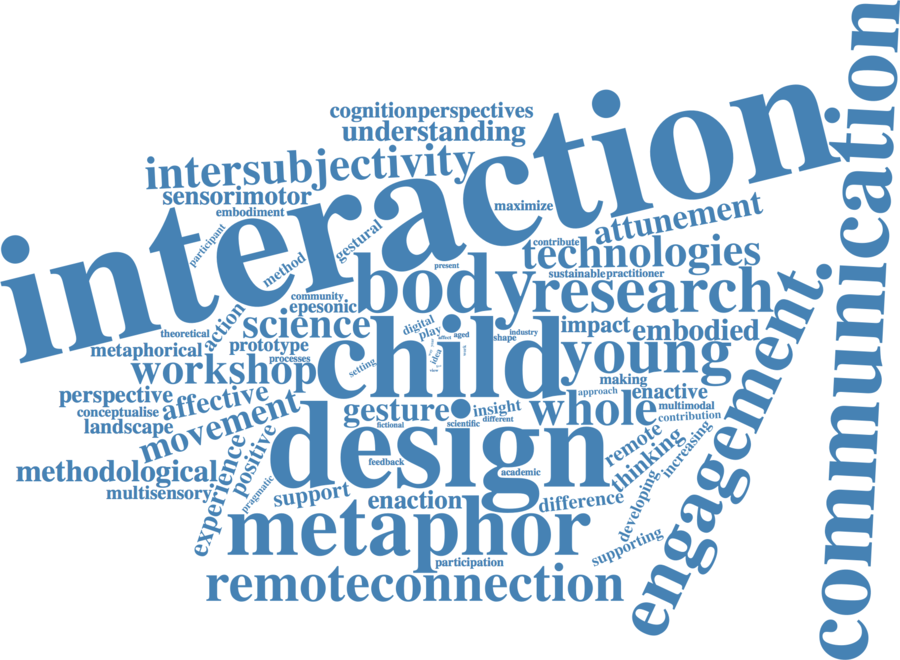 communication
cognitionperspectives
understanding
interaction
intersubjectivity
sensorimotor
embodiment
maximize
participant
gestural
attunement
contribute
technologies
method
present
sustainablepractitioner
body
research
community
epesonic
action
science
digital
play
affect
aged
industry
shape
impact
embodied
theoretical
metaphorical
prototype
processes
child
idea
work
view
young
workshop
setting
making
approach
enactive
perspective
conceptualise
affective
gesture
insight
different
whole
multimodal
contribution
landscape
movement
fictional
scientific
design
remote
thinking
increasing
engagement.
methodological
multisensory
experience
positive
pragmatic
feedback
academic
support
enaction
difference
developing
metaphor
participation
supporting
remoteconnection